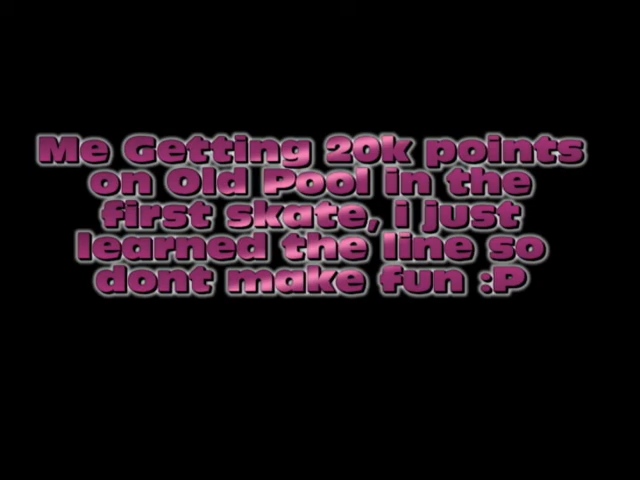 Me Getting 20k points
on Old Pool in the
first skate, i just
learned the line so
dont make fun :P